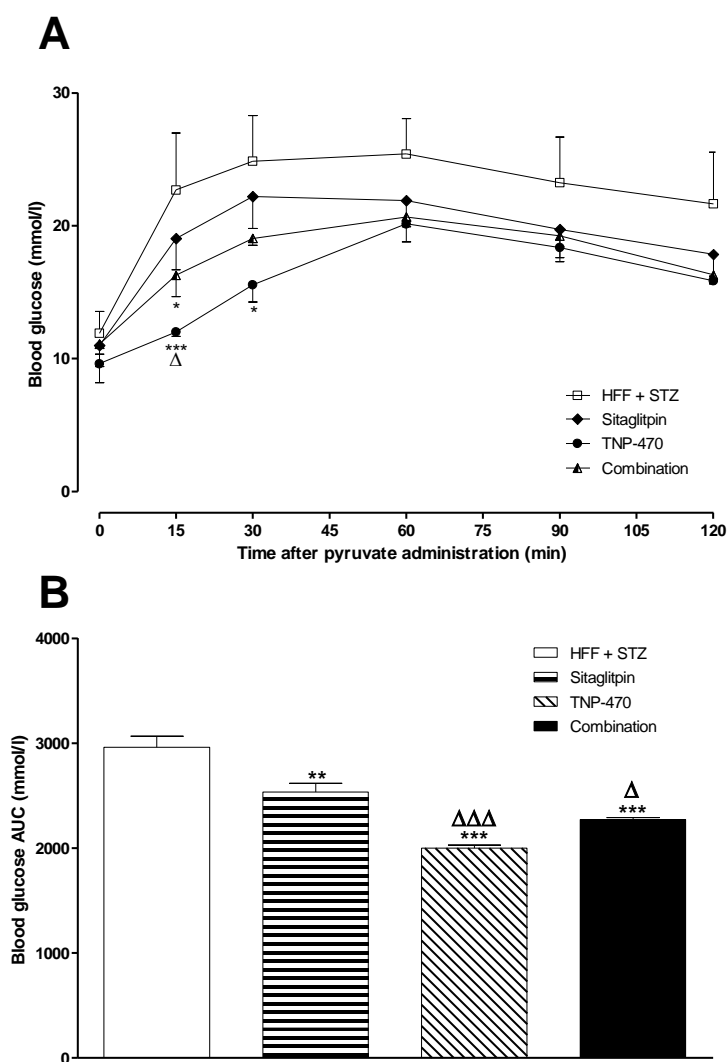 A
Blood glucose (mmol/l)
30
20
10
0
*
***
Δ
*
HFF + STZ
Sitaglitpin
TNP-470
Combination
0 15 30 45 60 75 90 105 120
Time after pyruvate administration (min)
B
Blood glucose AUC (mmol/l)
4000
3000
2000
1000
0
HFF + STZ
Sitaglitpin
TNP-470
Combination
**
ΔΔΔ
***
Δ
***